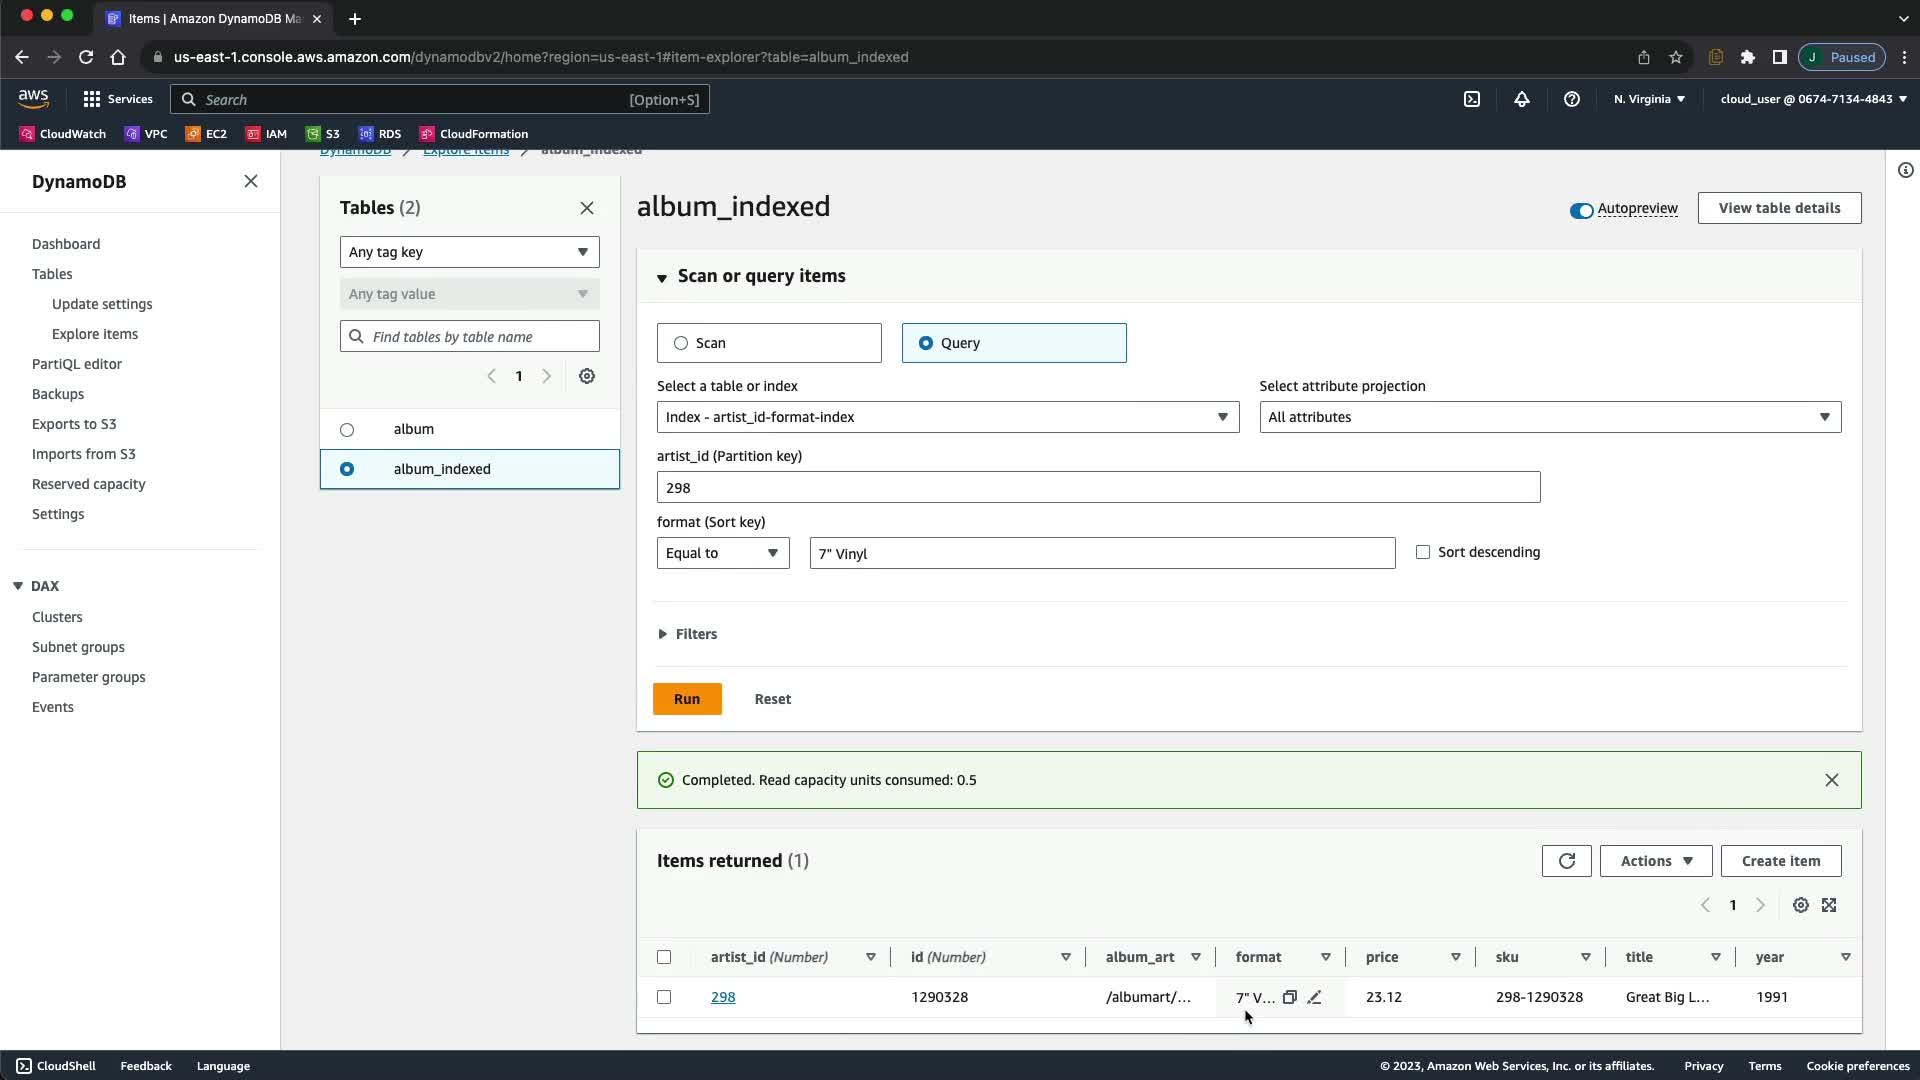 Items | Amazon DynamoDB Ma
us-east-1.console.aws.amazon.com/dynamodbv2/home?region=us-east-1#item-explorer?table=album_indexed
J Paused
aws Services Search [Option+S] N. Virginia cloud_user @ 0674-7134-4843
CloudWatch VPC EC2 IAM S3 RDS CloudFormation
DynamoDB / Explore items / album_indexed
DynamoDB
Dashboard
Tables
Update settings
Explore items
PartiQL editor
Backups
Exports to S3
Imports from S3
Reserved capacity
Settings
DAX
Clusters
Subnet groups
Parameter groups
Events
Tables (2)
Any tag key
Any tag value
Find tables by table name
1
album
album_indexed
album_indexed
Autopreview View table details
Scan or query items
Scan Query
Select a table or index Select attribute projection
Index - artist_id-format-index All attributes
artist_id (Partition key)
298
format (Sort key)
Equal to 7" Vinyl Sort descending
Filters
Run Reset
Completed. Read capacity units consumed: 0.5
Items returned (1) Actions Create item
1
artist_id (Number) id (Number) album_art format price sku title year
298 1290328 /albumart/... 7" V... 23.12 298-1290328 Great Big L... 1991
CloudShell Feedback Language © 2023, Amazon Web Services, Inc. or its affiliates. Privacy Terms Cookie preferences